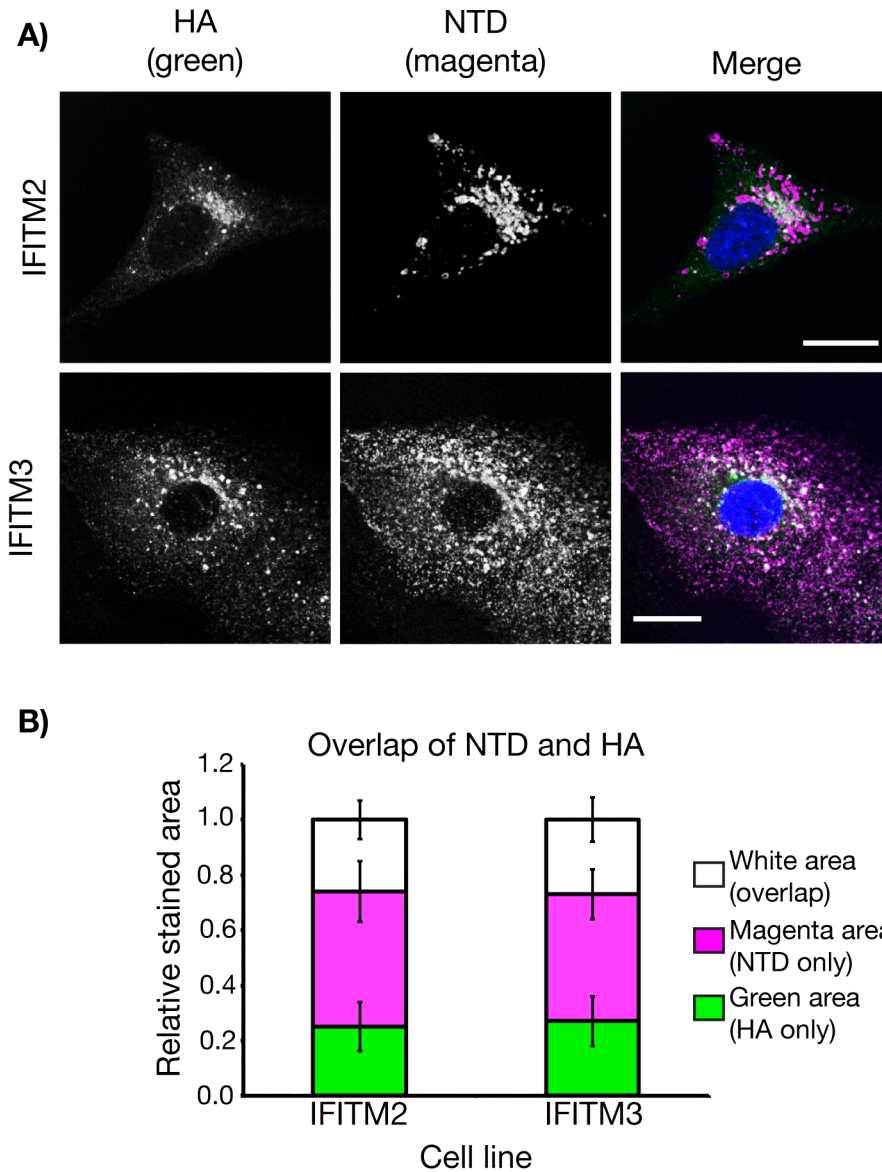 A)
HA
(green)
NTD
(magenta)
Merge
IFITM2
IFITM3
B)
Overlap of NTD and HA
Relative stained area
1.2
1.0
0.8
0.6
0.4
0.2
0.0
IFITM2
IFITM3
Cell line
White area
(overlap)
Magenta area
(NTD only)
Green area
(HA only)